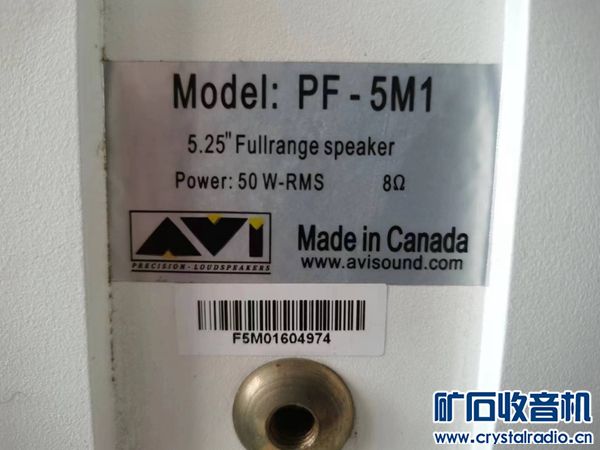 Model: PF - 5M1
5.25" Fullrange speaker
Power: 50 W-RMS 8Ω
AVI
PRECISION - LOUDSPEAKERS
Made in Canada
www.avisound.com
F5M01604974
矿石收音机
www.crystalradio.cn